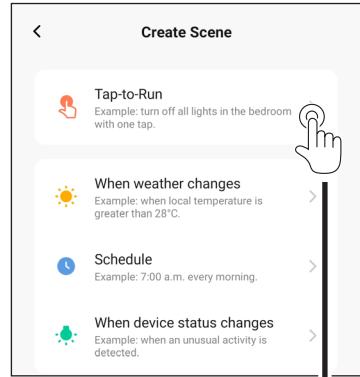 Create Scene
Tap-to-Run
Example: turn off all lights in the bedroom
with one tap.
When weather changes
Example: when local temperature is
greater than 28°C.
Schedule
Example: 7:00 a.m. every morning.
When device status changes
Example: when an unusual activity is
detected.